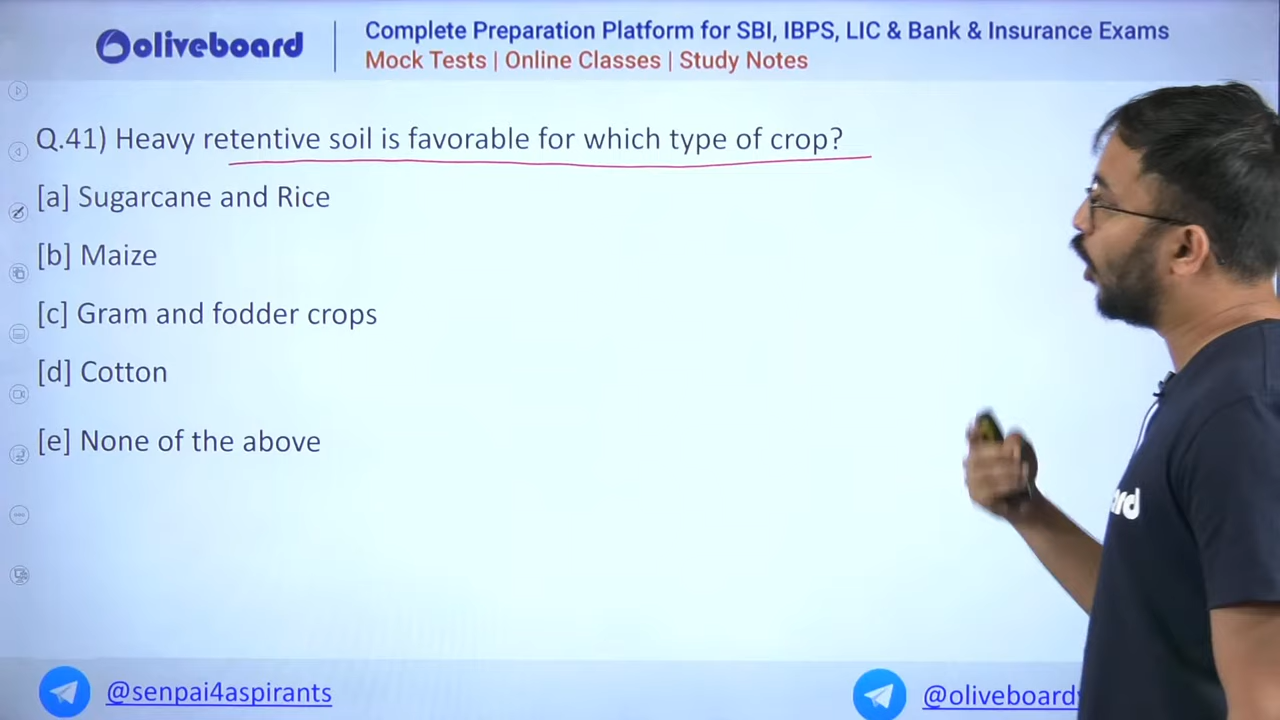 oliveboard
Complete Preparation Platform for SBI, IBPS, LIC & Bank & Insurance Exams
Mock Tests | Online Classes | Study Notes
Q.41) Heavy retentive soil is favorable for which type of crop?
[a] Sugarcane and Rice
[b] Maize
[c] Gram and fodder crops
[d] Cotton
[e] None of the above
@senpai4aspirants